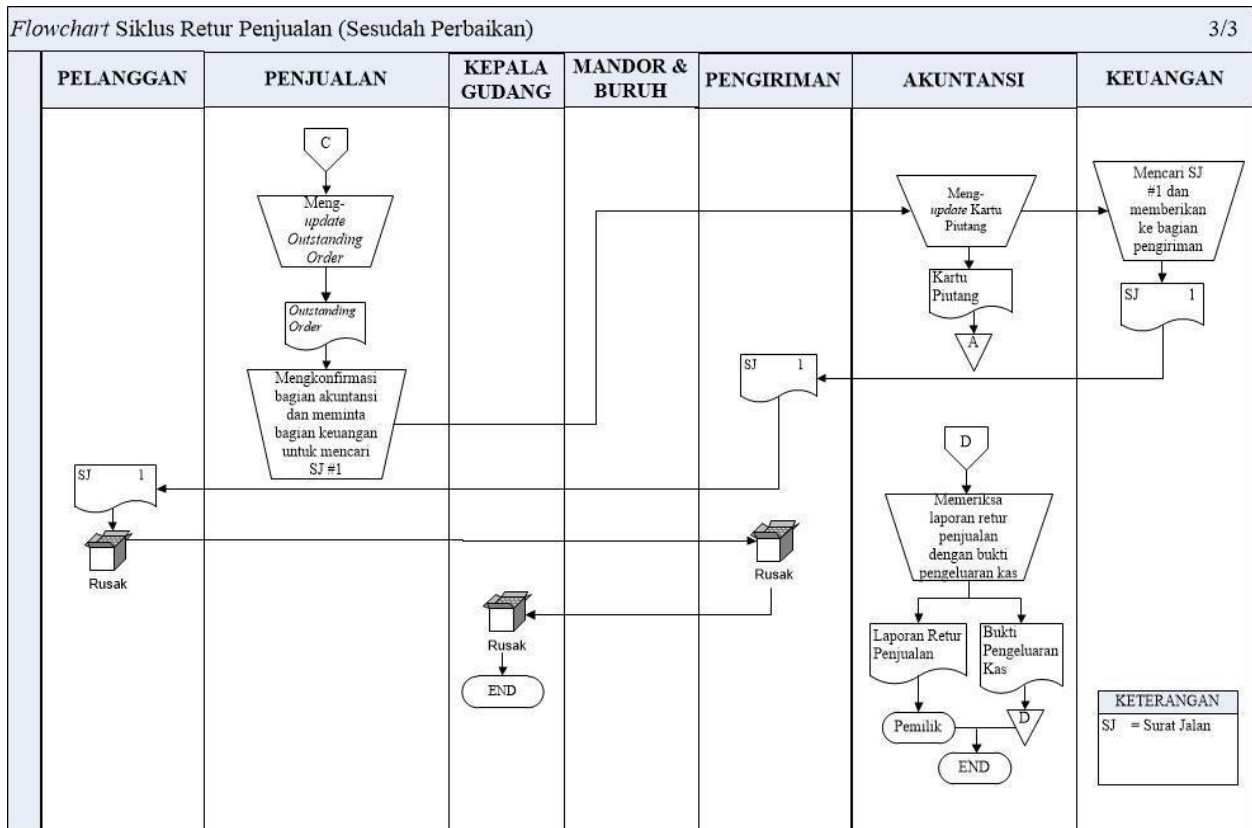 Flowchart Siklus Retur Penjualan (Sesudah Perbaikan)
3/3
PELANGGAN
PENJUALAN
KEPALA
GUDANG
MANDOR &
BURUH
PENGIRIMAN
AKUNTANSI
KEUANGAN
C
Meng-
update
Outstanding
Order
Outstanding
Order
Mengkonfirmasi
bagian akuntansi
dan meminta
bagian keuangan
untuk mencari
SJ #1
Meng-
update Kartu
Piutang
Kartu
Piutang
A
Mencari SJ
#1 dan
memberikan
ke bagian
pengiriman
SJ 1
SJ 1
SJ 1
Rusak
Rusak
Rusak
END
D
Memeriksa
laporan retur
penjualan
dengan bukti
pengeluaran kas
Laporan Retur
Penjualan
Bukti
Pengeluaran
Kas
Pemilik
D
END
KETERANGAN
SJ = Surat Jalan